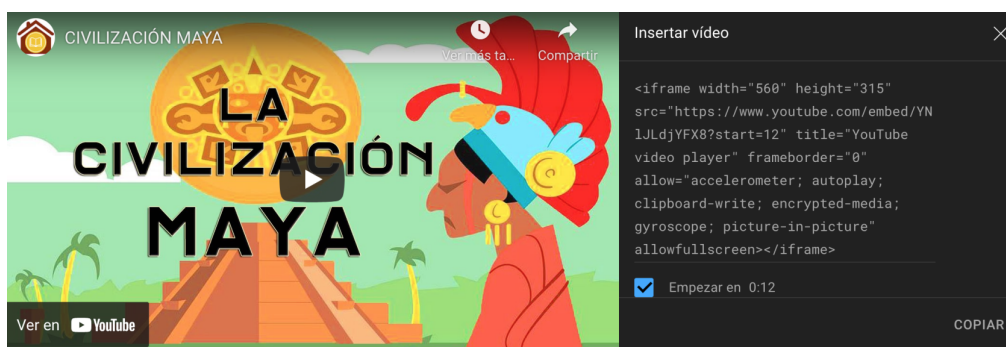 CIVILIZACIÓN MAYA
Ver más ta...
Compartir
LA
CIVILIZACIÓN
MAYA
Ver en YouTube
Insertar vídeo
<iframe width="560" height="315"
src="https://www.youtube.com/embed/YN
lJLdjYFX8?start=12" title="YouTube
video player" frameborder="0"
allow="accelerometer; autoplay;
clipboard-write; encrypted-media;
gyroscope; picture-in-picture"
allowfullscreen></iframe>
Empezar en 0:12
COPIAR